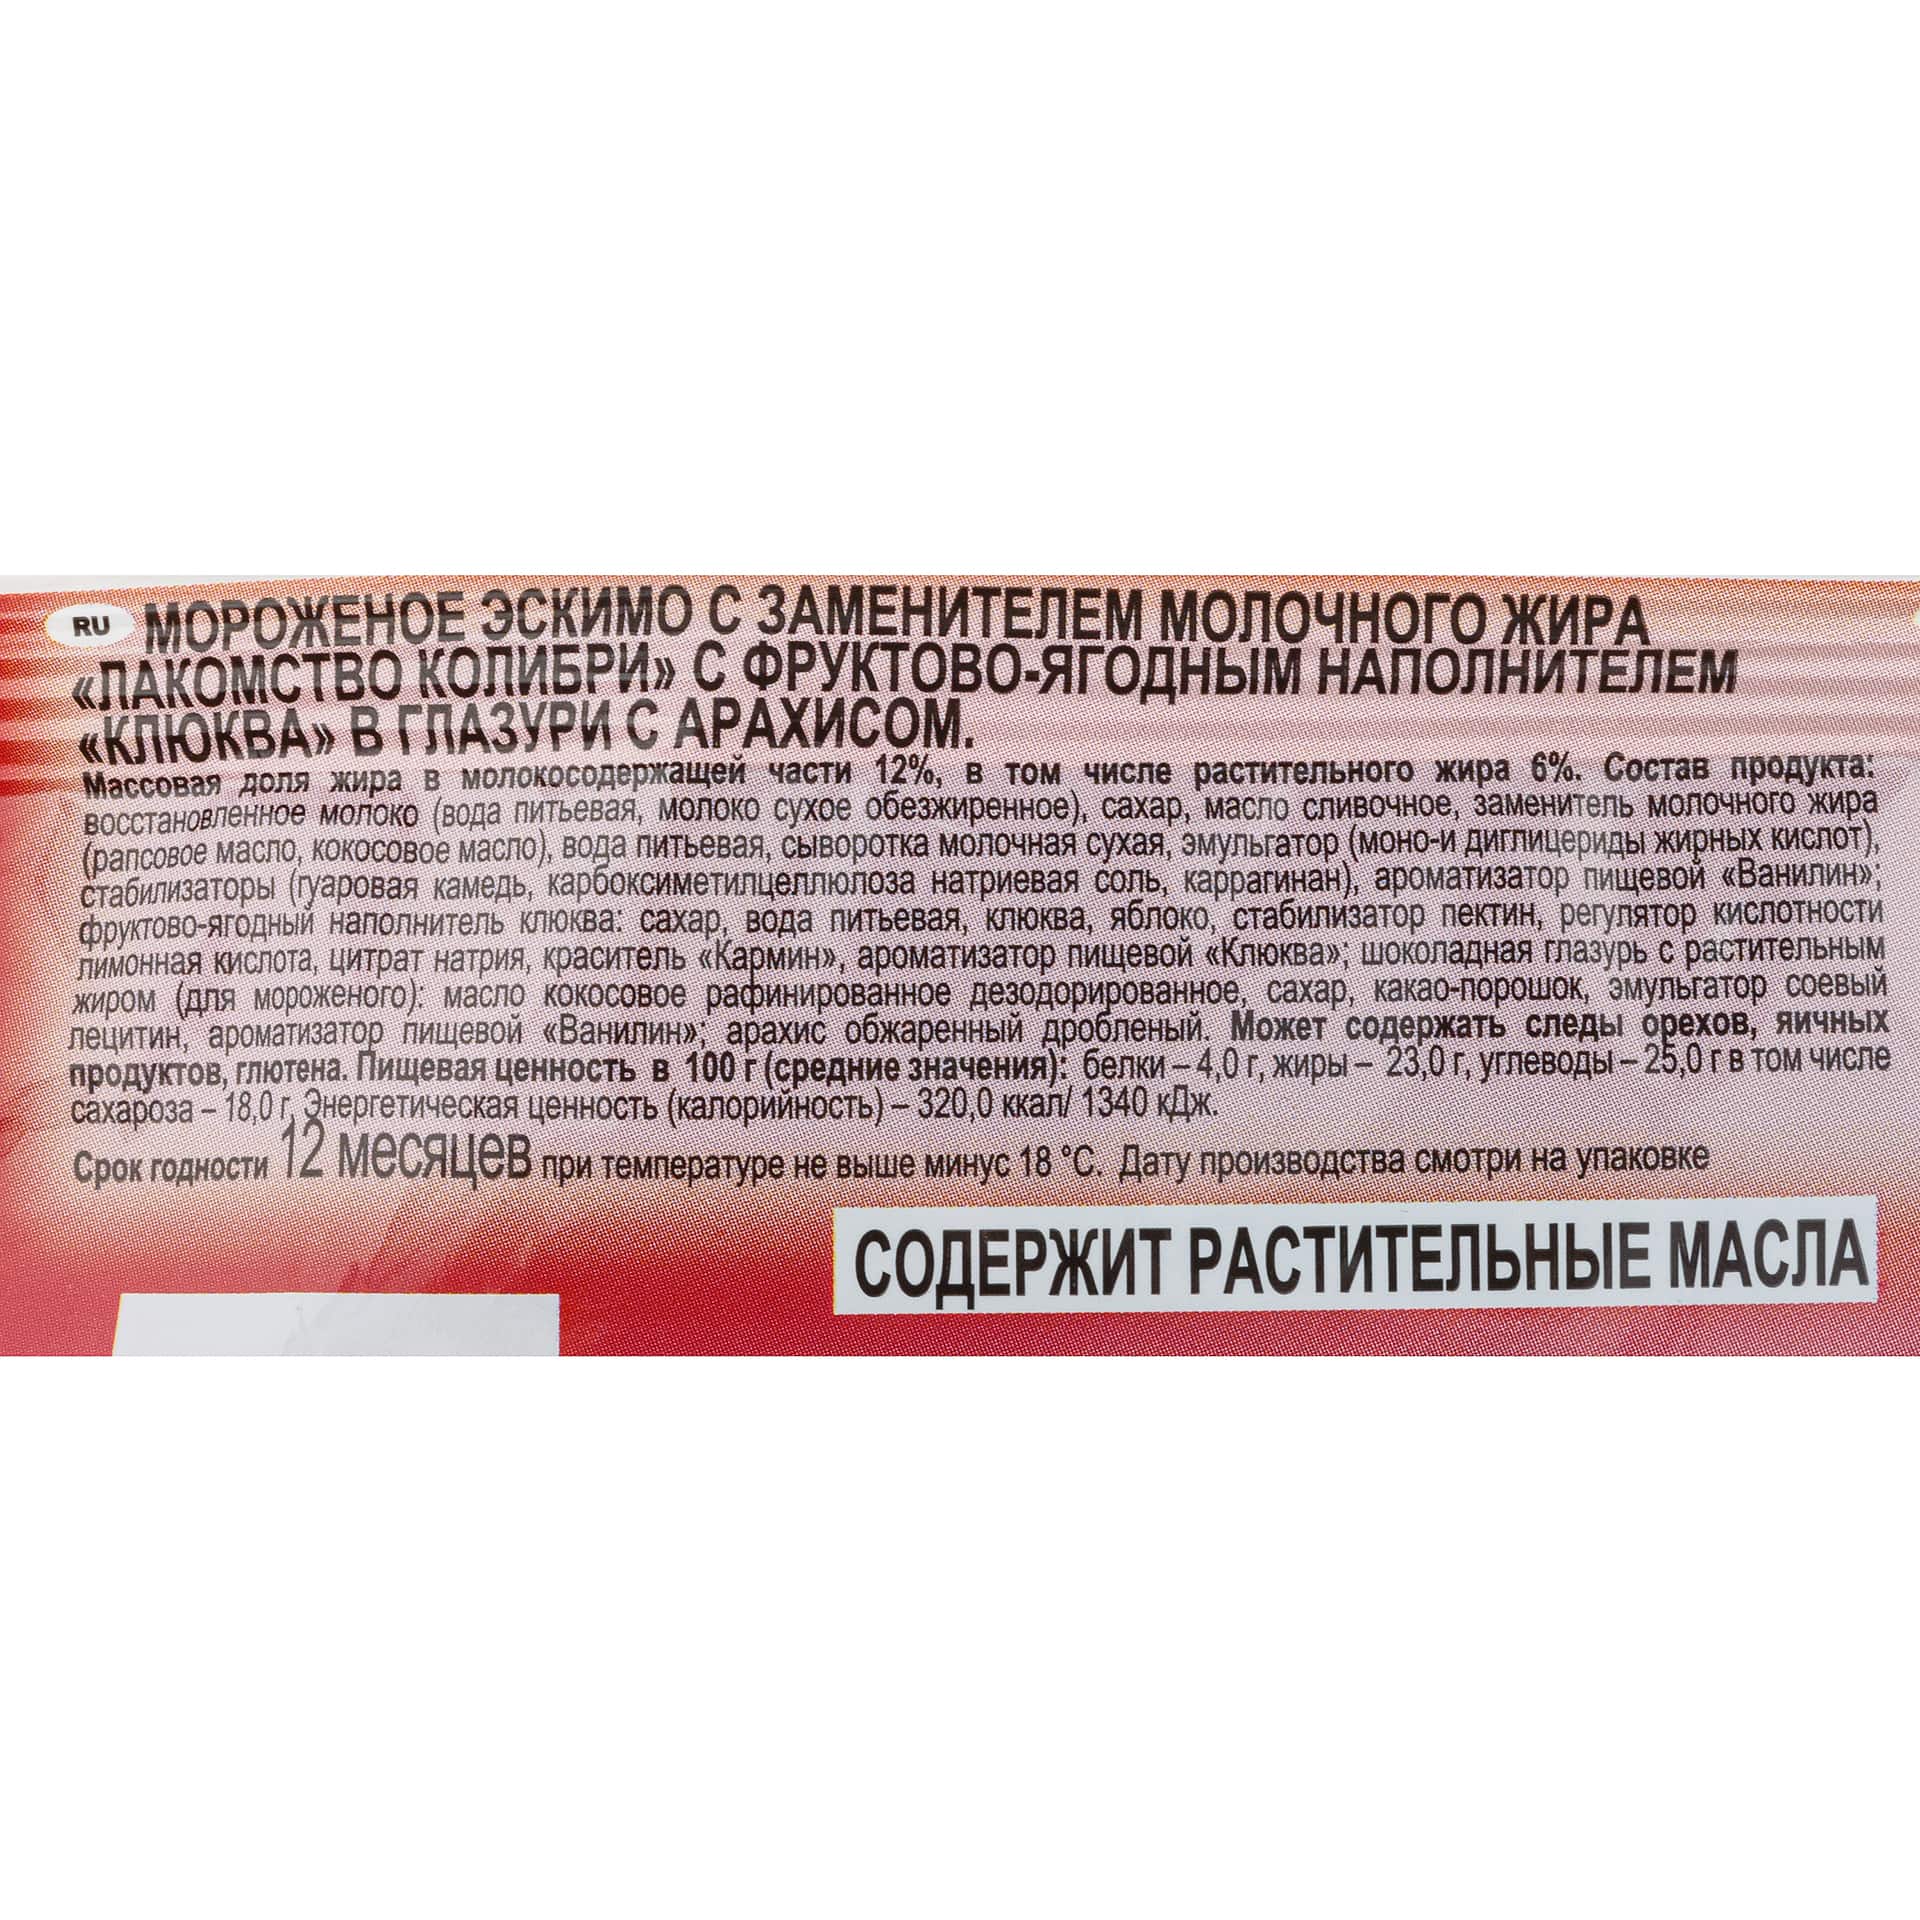 RU МОРОЖЕНОЕ ЭСКИМО С ЗАМЕНИТЕЛЕМ МОЛОЧНОГО ЖИРА
«ЛАКОМСТВО КОЛИБРИ» С ФРУКТОВО-ЯГОДНЫМ НАПОЛНИТЕЛЕМ
«КЛЮКВА» В ГЛАЗУРИ С АРАХИСОМ.
Массовая доля жира в молокосодержащей части 12%, в том числе растительного жира 6%. Состав продукта:
восстановленное молоко (вода питьевая, молоко сухое обезжиренное), сахар, масло сливочное, заменитель молочного жира
(рапсовое масло, кокосовое масло), вода питьевая, сыворотка молочная сухая, эмульгатор (моно-и диглицериды жирных кислот),
стабилизаторы (гуаровая камедь, карбоксиметилцеллюлоза натриевая соль, каррагинан), ароматизатор пищевой «Ванилин»;
фруктово-ягодный наполнитель клюква: сахар, вода питьевая, клюква, яблоко, стабилизатор пектин, регулятор кислотности
лимонная кислота, цитрат натрия, краситель «Кармин», ароматизатор пищевой «Клюква»; шоколадная глазурь с растительным
жиром (для мороженого): масло кокосовое рафинированное дезодорированное, сахар, какао-порошок, эмульгатор соевый
лецитин, ароматизатор пищевой «Ванилин»; арахис обжаренный дробленый. Может содержать следы орехов, яичных
продуктов, глютена. Пищевая ценность в 100 г (средние значения): белки – 4,0 г, жиры – 23,0 г, углеводы – 25,0 г в том числе
сахароза – 18,0 г, Энергетическая ценность (калорийность) – 320,0 ккал/ 1340 кДж.
Срок годности 12 месяцев при температуре не выше минус 18 °C. Дату производства смотри на упаковке
СОДЕРЖИТ РАСТИТЕЛЬНЫЕ МАСЛА